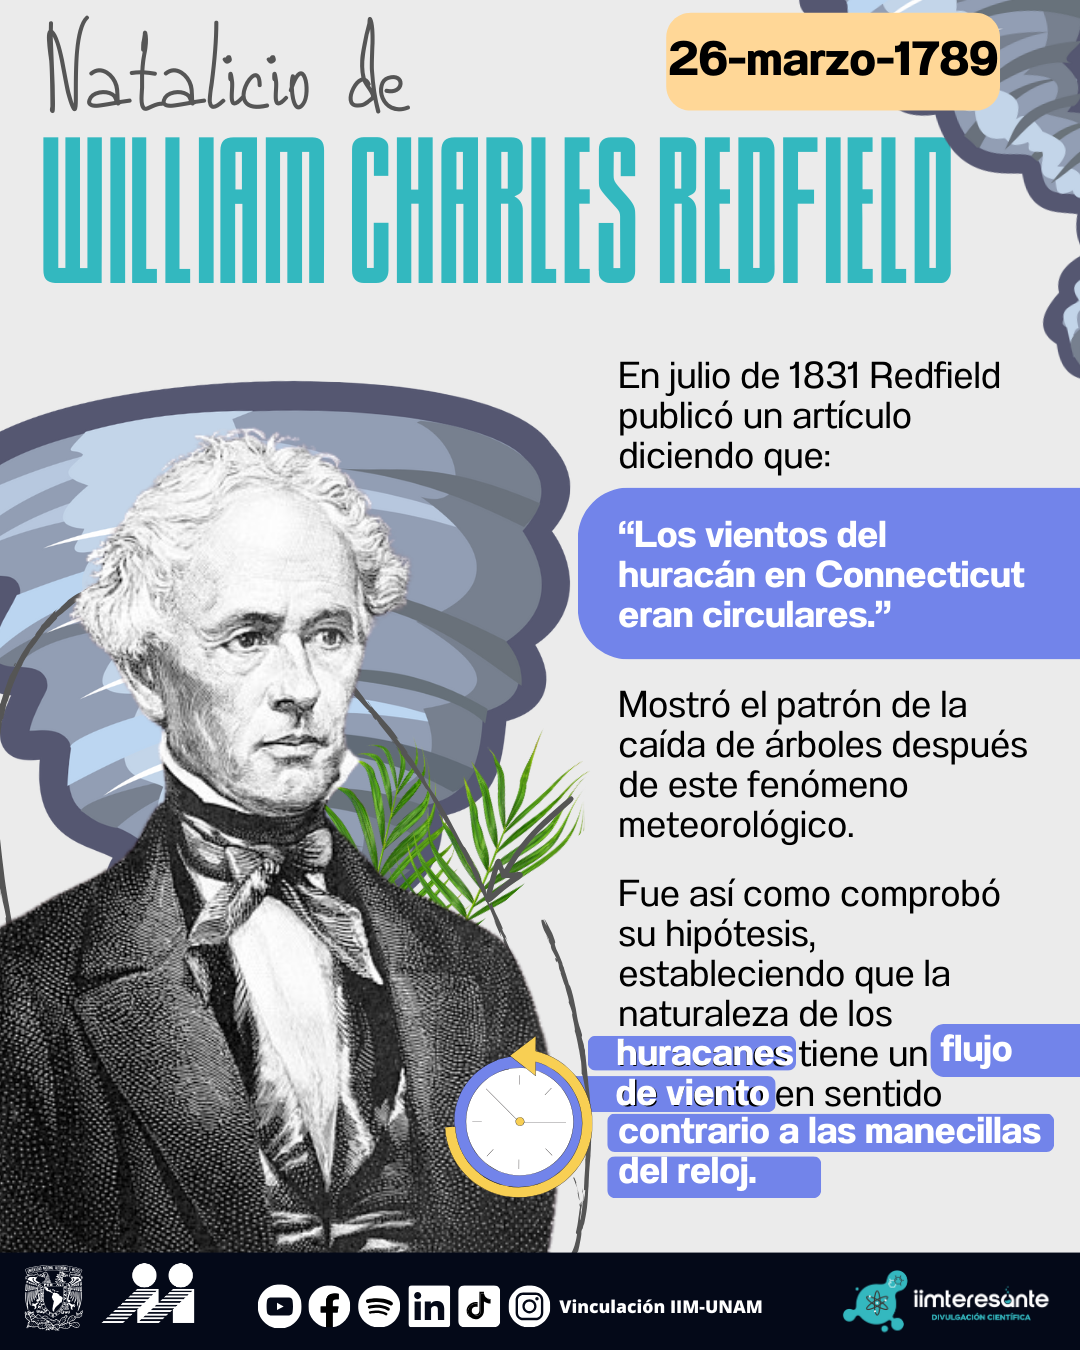 Natalicio de
26-marzo-1789
WILLIAM CHARLES REDFIELD
En julio de 1831 Redfield
publicó un artículo
diciendo que:
“Los vientos del
huracán en Connecticut
eran circulares.”
Mostró el patrón de la
caída de árboles después
de este fenómeno
meteorológico.
Fue así como comprobó
su hipótesis,
estableciendo que la
naturaleza de los
huracanes tiene un flujo
de viento en sentido
contrario a las manecillas
del reloj.
Vinculación IIM-UNAM
iimteresante
DIVULGACIÓN CIENTÍFICA